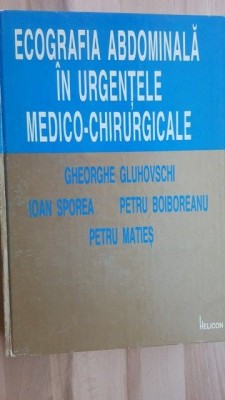 ECOGRAFIA ABDOMINALĂ
ÎN URGENȚELE
MEDICO-CHIRURGICALE
GHEORGHE GLUHOVSCHI
IOAN SPOREA PETRU BOIBOREANU
PETRU MATIEȘ
HELICON